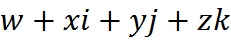 w + xi + yj + zk